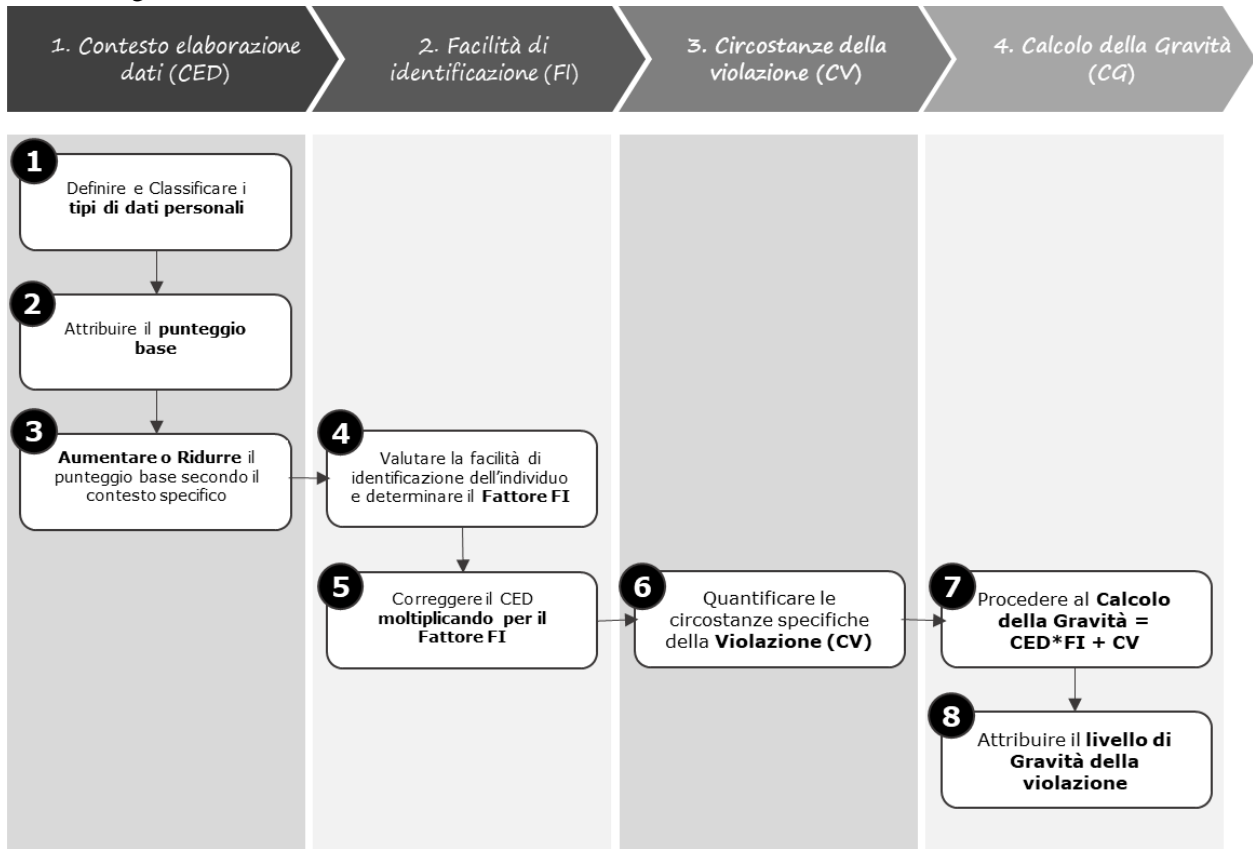 1. Contesto elaborazione
dati (CED)
2. Facilità di
identificazione (FI)
3. Circostanze della
violazione (CV)
4. Calcolo della Gravità
(CG)
1
Definire e Classificare i
tipi di dati personali
2
Attribuire il punteggio
base
3
Aumentare o Ridurre il
punteggio base secondo il
contesto specifico
4
Valutare la facilità di
identificazione dell'individuo
e determinare il Fattore FI
5
Correggere il CED
moltiplicando per il
Fattore FI
6
Quantificare le
circostanze specifiche
della Violazione (CV)
7
Procedere al Calcolo
della Gravità =
CED*FI + CV
8
Attribuire il livello di
Gravità della
violazione